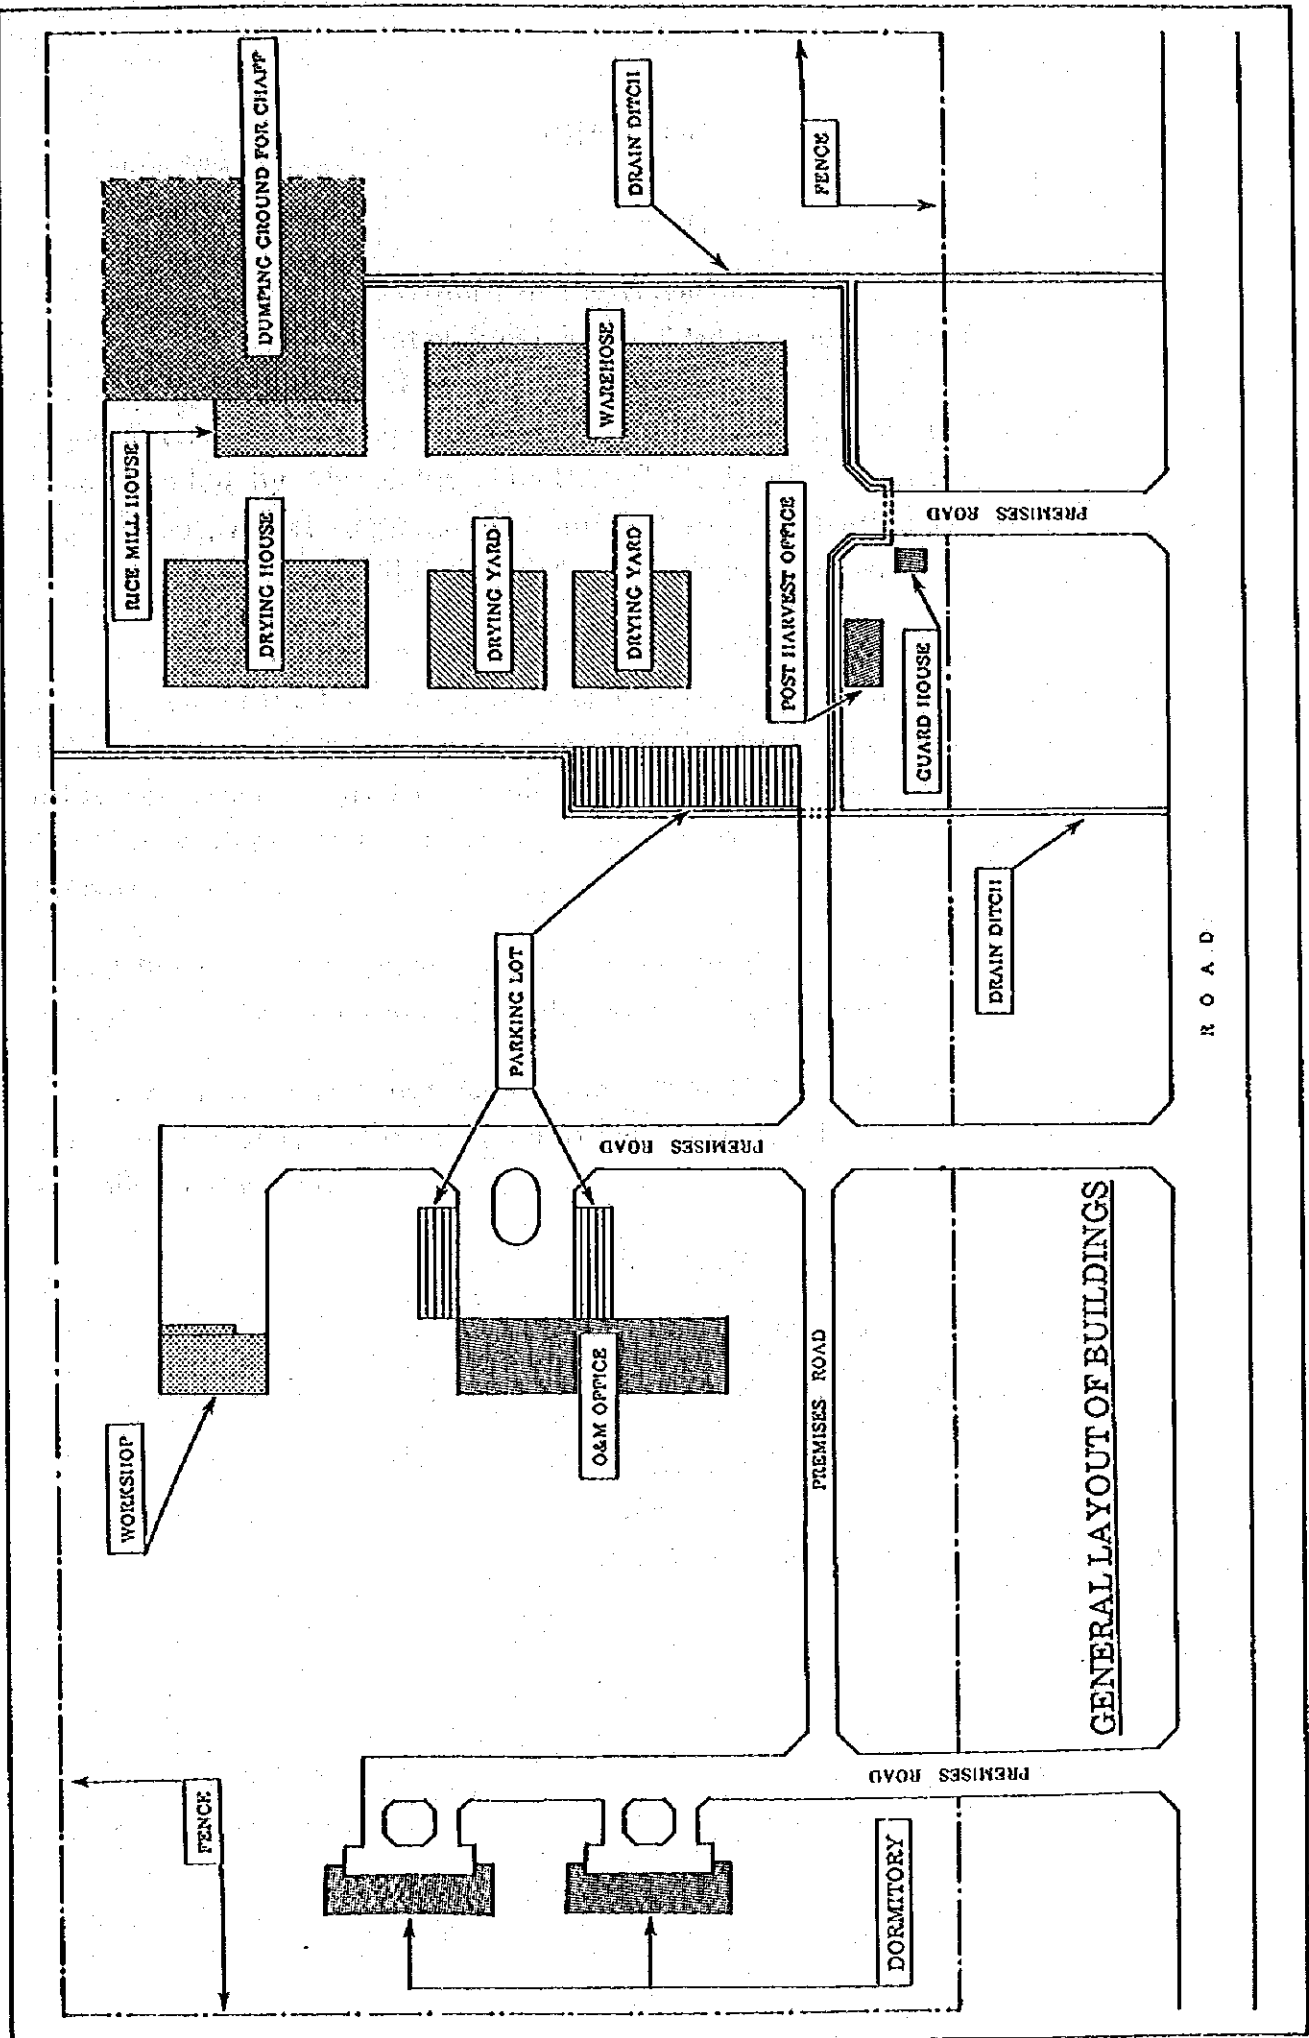 DUMPING GROUND FOR CHAFF
DRAIN DITCH
FENCE
RICE MILL HOUSE
WAREHOSE
DRYING HOUSE
DRYING YARD
DRYING YARD
POST HARVEST OFFICE
PREMISES ROAD
GUARD HOUSE
PARKING LOT
DRAIN DITCH
ROAD
PREMISES ROAD
WORKSHOP
O&M OFFICE
PREMISES ROAD
GENERAL LAYOUT OF BUILDINGS
FENCE
PREMISES ROAD
DORMITORY